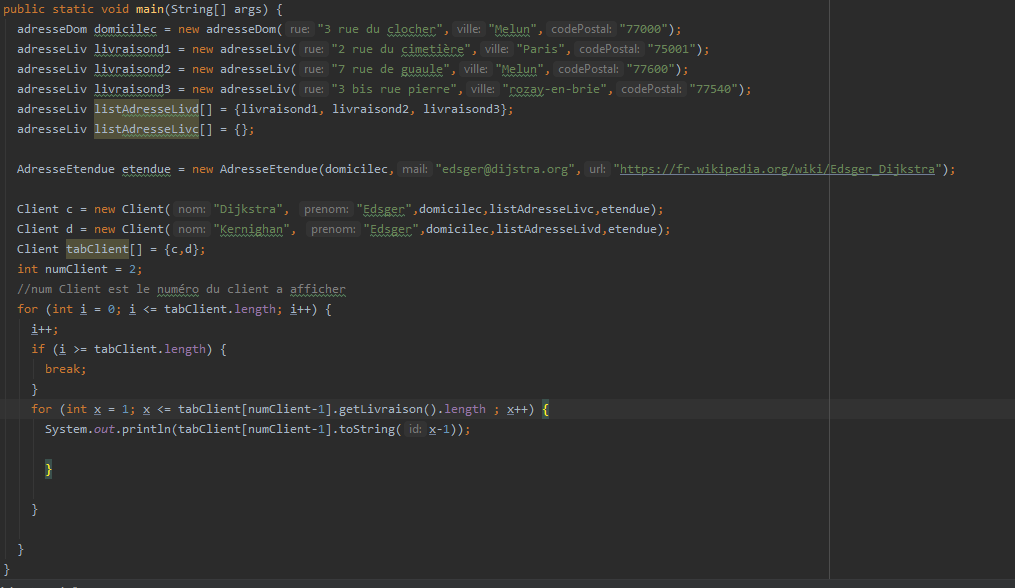 public static void main(String[] args) {
adresseDom domicilec = new adresseDom( rue: "3 rue du clocher", ville: "Melun", codePostal: "77000");
adresseLiv livraisond1 = new adresseLiv( rue: "2 rue du cimetière", ville: "Paris", codePostal: "75001");
adresseLiv livraisond2 = new adresseLiv( rue: "7 rue de guaule", ville: "Melun", codePostal: "77600");
adresseLiv livraisond3 = new adresseLiv( rue: "3 bis rue pierre", ville: "rozay-en-brie", codePostal: "77540");
adresseLiv listAdresseLivd[] = {livraisond1, livraisond2, livraisond3};
adresseLiv listAdresseLivc[] = {};
AdresseEtendue etendue = new AdresseEtendue(domicilec, mail: "edsger@dijstra.org", url: "https://fr.wikipedia.org/wiki/Edsger_Dijkstra");
Client c = new Client( nom: "Dijkstra", prenom: "Edsger",domicilec,listAdresseLivc,etendue);
Client d = new Client( nom: "Kernighan", prenom: "Edsger",domicilec,listAdresseLivd,etendue);
Client tabClient[] = {c,d};
int numClient = 2;
//num Client est le numéro du client a afficher
for (int i = 0; i <= tabClient.length; i++) {
i++;
if (i >= tabClient.length) {
break;
}
for (int x = 1; x <= tabClient[numClient-1].getLivraison().length ; x++) {
System.out.println(tabClient[numClient-1].toString( id: x-1));
}
}
}
}